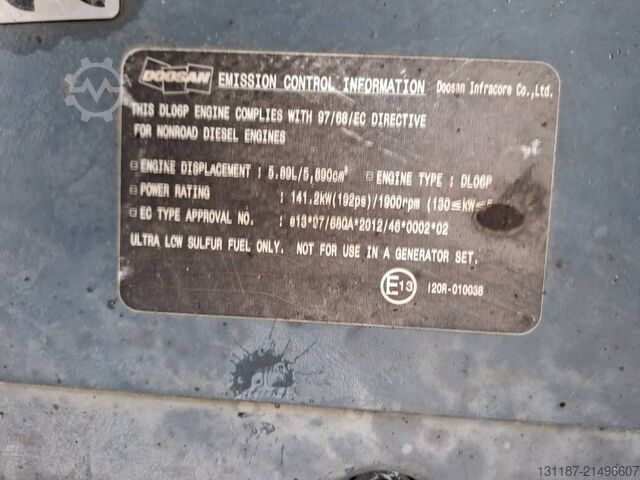 DOOSAN EMISSION CONTROL INFORMATION Doosan Infracore Co.,Ltd.
THIS DL06P ENGINE COMPLIES WITH 97/68/EC DIRECTIVE
FOR NONROAD DIESEL ENGINES
ENGINE DISPLACEMENT : 5.89L/5,890cm³ ENGINE TYPE : DL06P
POWER RATING : 141.2kW(192ps)/1900rpm (130≤kW≤
EC TYPE APPROVAL NO. : e13*97/68QA*2012/46*0002*02
ULTRA LOW SULFUR FUEL ONLY. NOT FOR USE IN A GENERATOR SET.
E13 120R-010038
131187-21496607